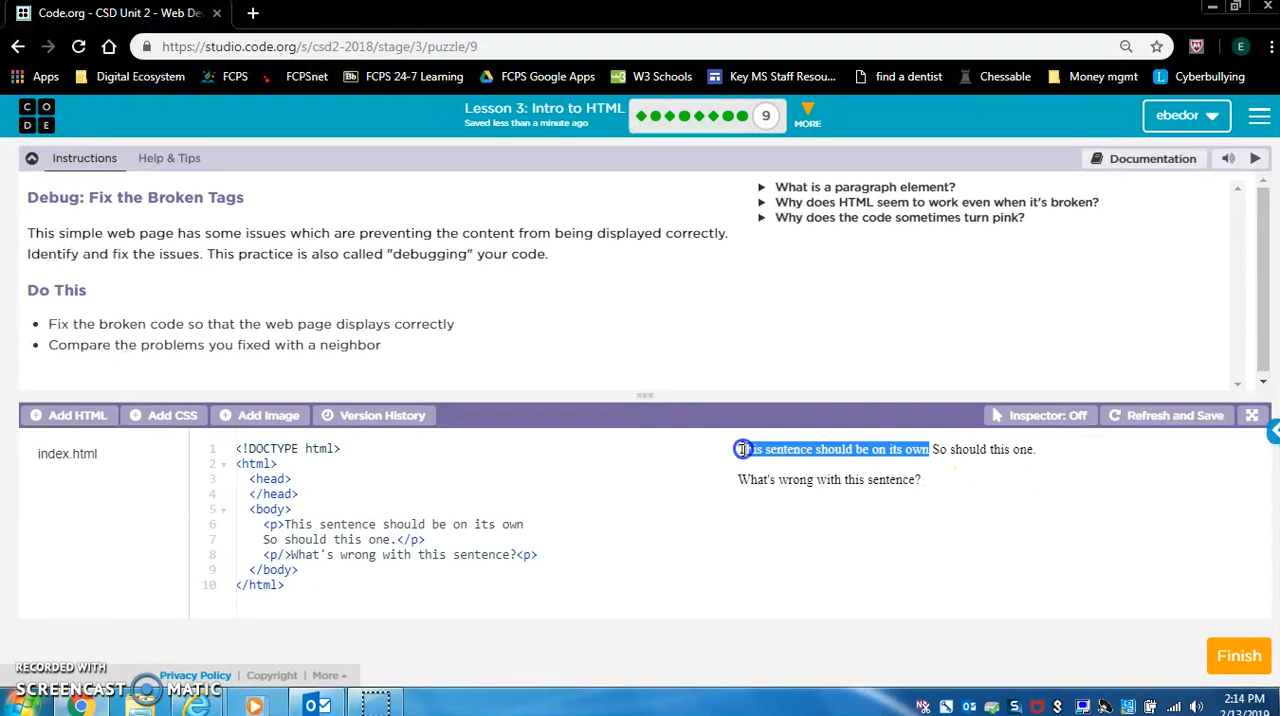 Code.org - CSD Unit 2 - Web De
https://studio.code.org/s/csd2-2018/stage/3/puzzle/9
Apps Digital Ecosystem FCPS FCPSnet Bb FCPS 24-7 Learning FCPS Google Apps W3 Schools Key MS Staff Resou... find a dentist Chessable Money mgmt Cyberbullying
C O D E
Lesson 3: Intro to HTML
Saved less than a minute ago
9
MORE
ebedor
Instructions Help & Tips Documentation
Debug: Fix the Broken Tags
This simple web page has some issues which are preventing the content from being displayed correctly.
Identify and fix the issues. This practice is also called "debugging" your code.
Do This
• Fix the broken code so that the web page displays correctly
• Compare the problems you fixed with a neighbor
What is a paragraph element?
Why does HTML seem to work even when it's broken?
Why does the code sometimes turn pink?
Add HTML Add CSS Add Image Version History Inspector: Off Refresh and Save
index.html
1 <!DOCTYPE html>
2 <html>
3 <head>
4 </head>
5 <body>
6 <p>This sentence should be on its own
7 So should this one.</p>
8 <p/>What's wrong with this sentence?<p>
9 </body>
10 </html>
This sentence should be on its own So should this one.
What's wrong with this sentence?
Finish
RECORDED WITH
SCREENCAST MATIC
Privacy Policy Copyright More
2:14 PM
2/13/2019